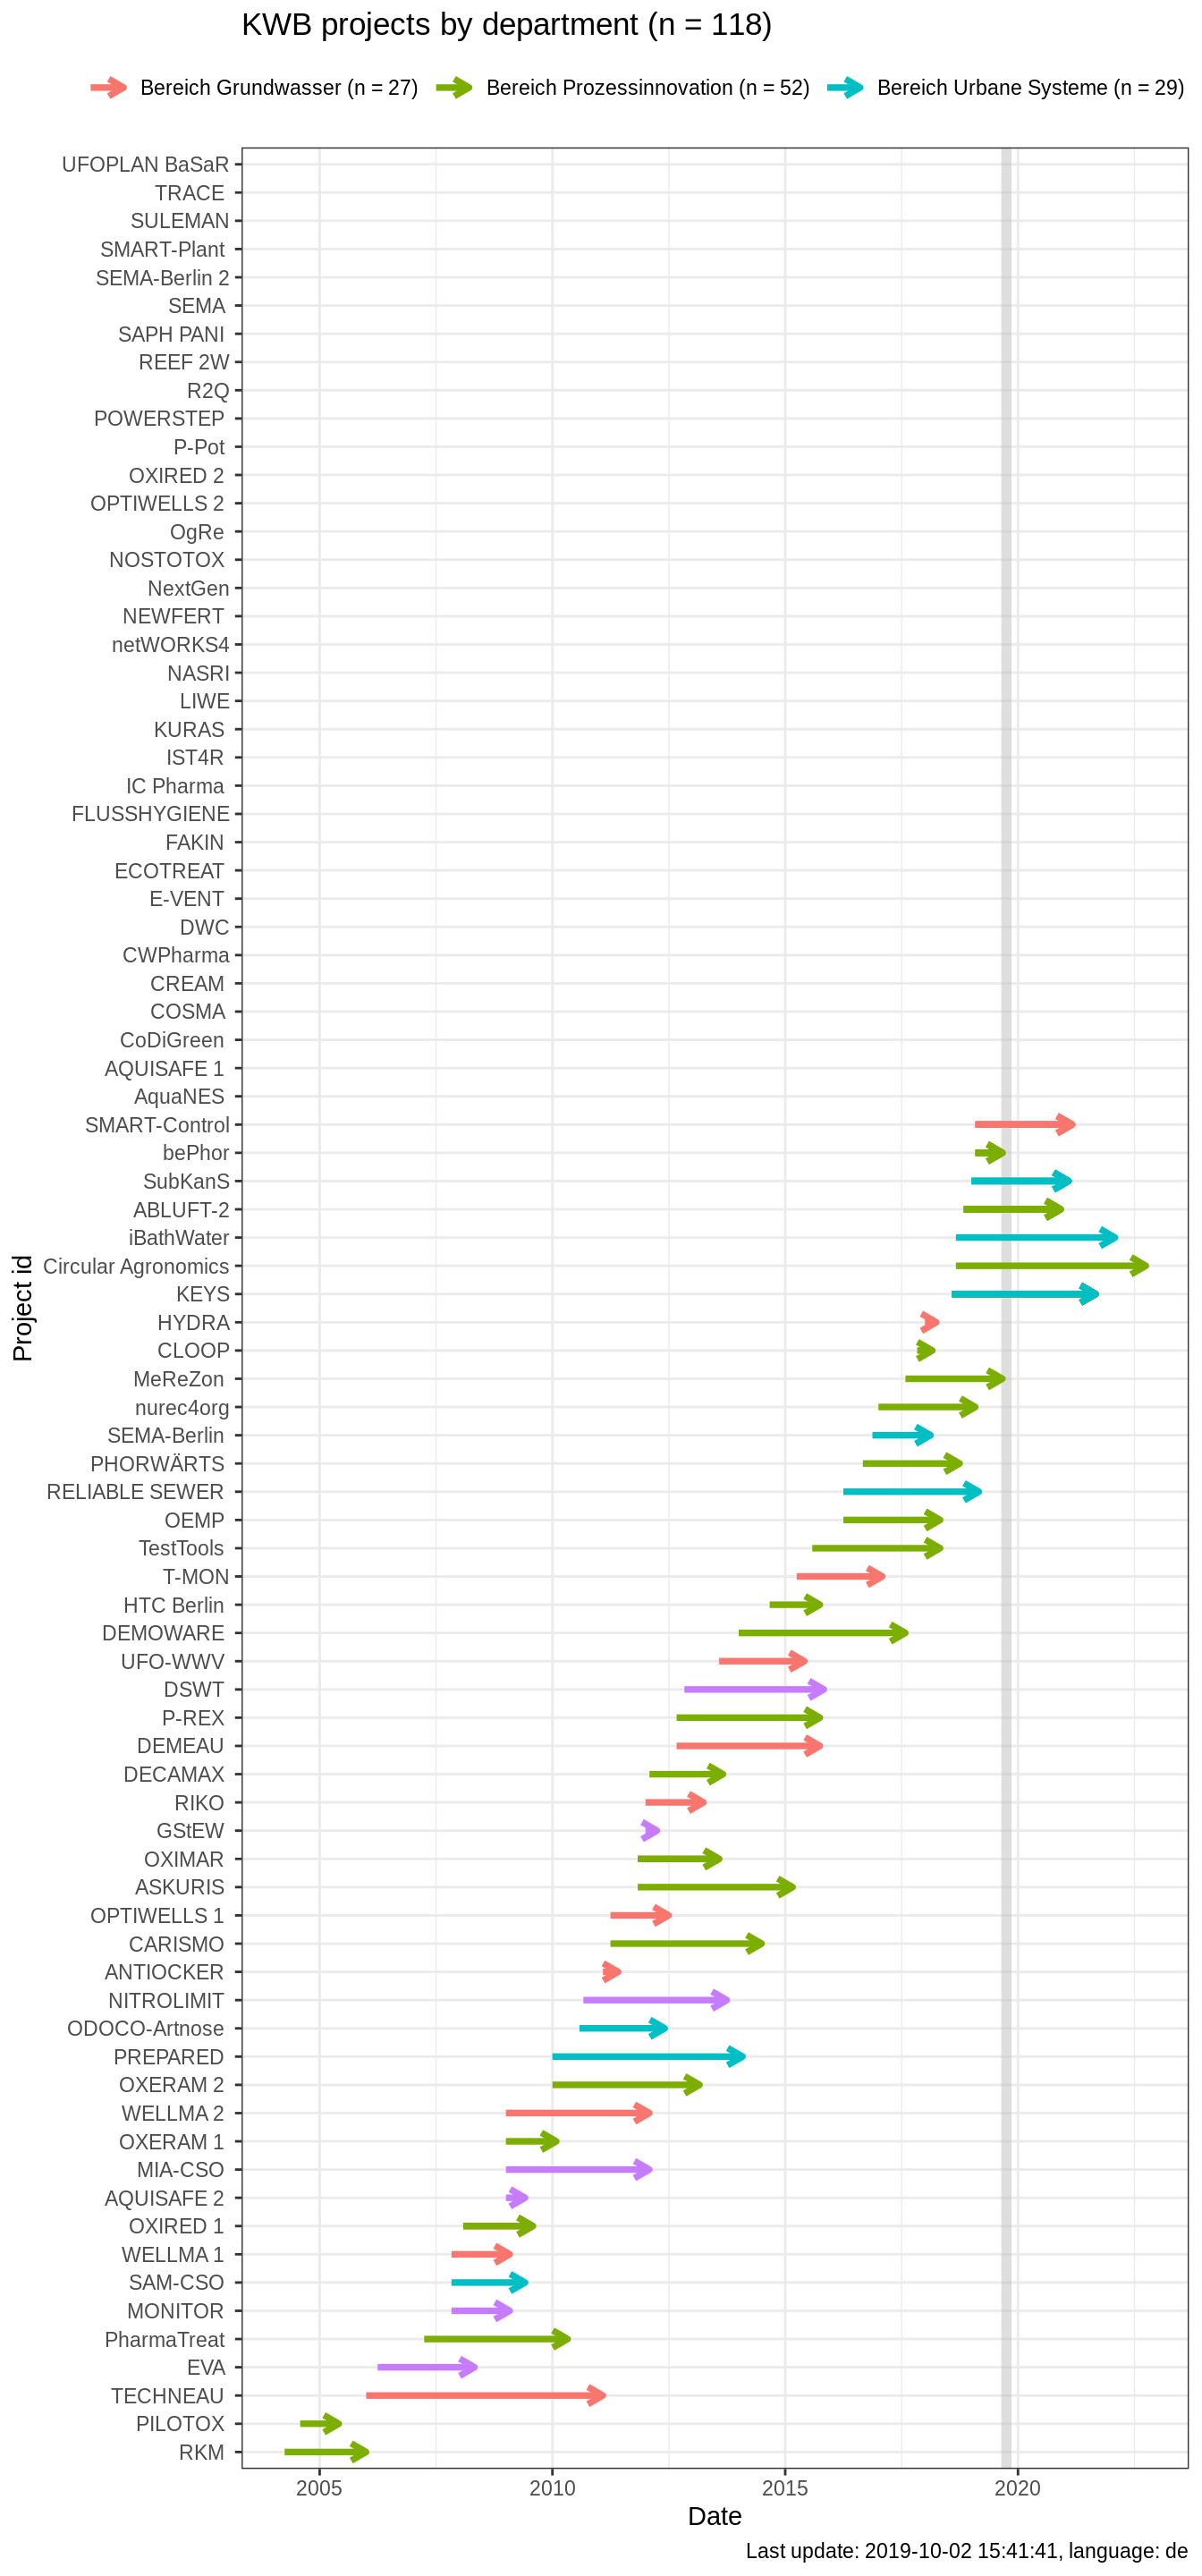 KWB projects by department (n = 118)
Bereich Grundwasser (n = 27) Bereich Prozessinnovation (n = 52) Bereich Urbane Systeme (n = 29)
UFOPLAN BaSaR
TRACE
SULEMAN
SMART-Plant
SEMA-Berlin 2
SEMA
SAPH PANI
REEF 2W
R2Q
POWERSTEP
P-Pot
OXIRED 2
OPTIWELLS 2
OgRe
NOSTOTOX
NextGen
NEWFERT
netWORKS4
NASRI
LIWE
KURAS
IST4R
IC Pharma
FLUSSHYGIENE
FAKIN
ECOTREAT
E-VENT
DWC
CWPharma
CREAM
COSMA
CoDiGreen
AQUISAFE 1
AquaNES
SMART-Control
bePhor
SubKanS
ABLUFT-2
iBathWater
Circular Agronomics
KEYS
HYDRA
CLOOP
MeReZon
nurec4org
SEMA-Berlin
PHORWÄRTS
RELIABLE SEWER
OEMP
TestTools
T-MON
HTC Berlin
DEMOWARE
UFO-WWV
DSWT
P-REX
DEMEAU
DECAMAX
RIKO
GStEW
OXIMAR
ASKURIS
OPTIWELLS 1
CARISMO
ANTIOCKER
NITROLIMIT
ODOCO-Artnose
PREPARED
OXERAM 2
WELLMA 2
OXERAM 1
MIA-CSO
AQUISAFE 2
OXIRED 1
WELLMA 1
SAM-CSO
MONITOR
PharmaTreat
EVA
TECHNEAU
PILOTOX
RKM
Project id
2005 2010 2015 2020
Date
Last update: 2019-10-02 15:41:41, language: de